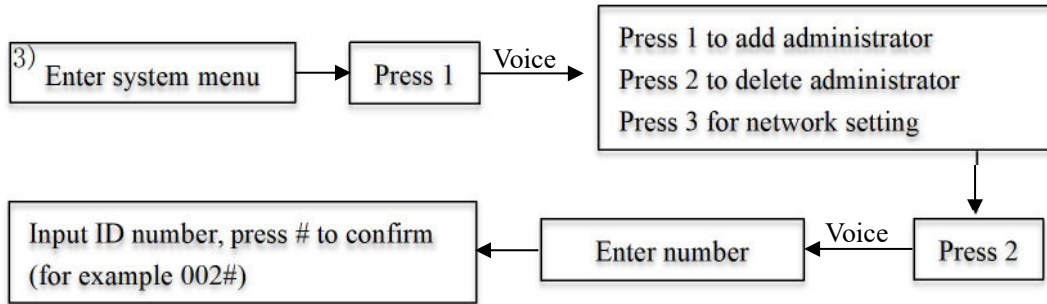 3)
Enter system menu
Press 1
Voice
Press 1 to add administrator
Press 2 to delete administrator
Press 3 for network setting
Press 2
Voice
Enter number
Input ID number, press # to confirm
(for example 002#)